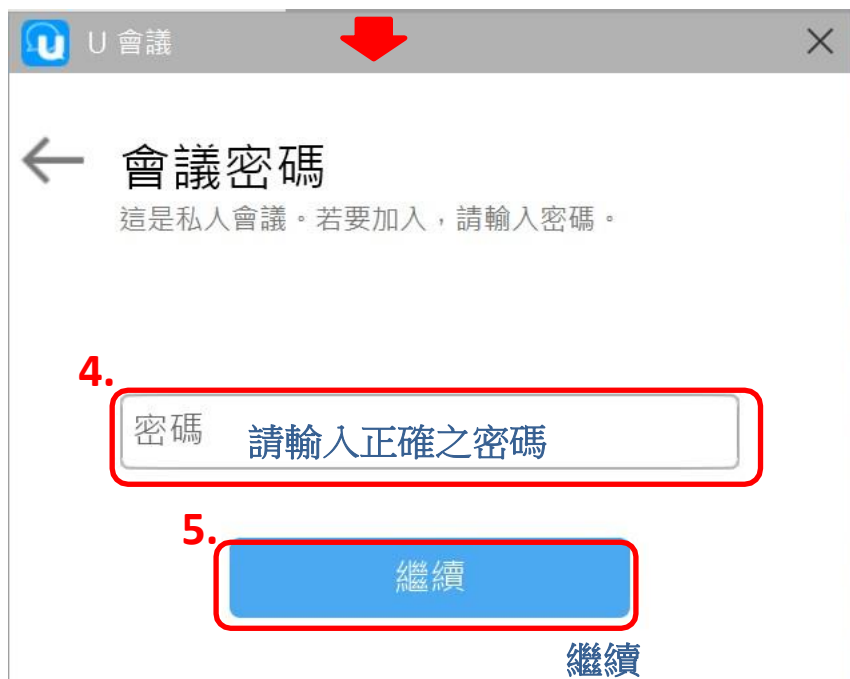 U 會議
會議密碼
這是私人會議。若要加入，請輸入密碼。
4.
密碼 請輸入正確之密碼
5.
繼續
繼續